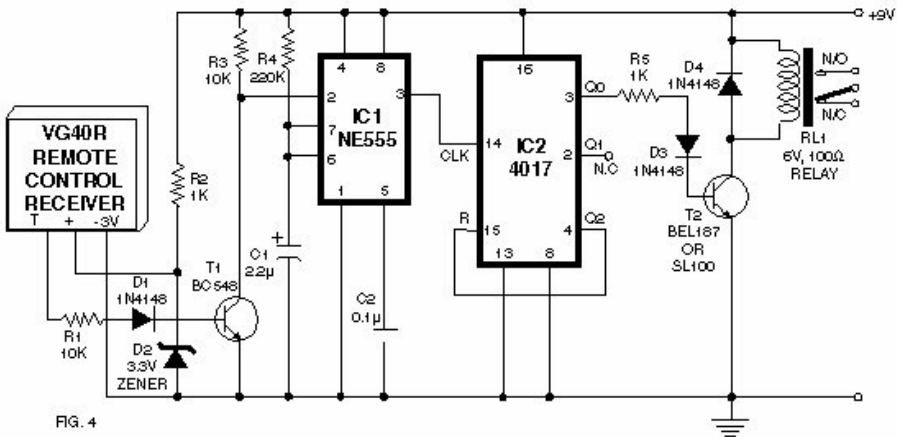 +9V
R3
10K
R4
220K
4
8
2
3
7
6
1
5
IC1
NE555
VG40R
REMOTE
CONTROL
RECEIVER
T + -3V
R2
1K
R1
10K
D1
1N4148
T1
BC548
D2
3.3V
ZENER
C1
2.2µ
C2
0.1µ
CLK
R
16
14
15
13
8
3
2
4
IC2
4017
Q0
Q1
N.C
Q2
R5
1K
D3
1N4148
D4
1N4148
T2
BEL187
OR
SL100
N/O
N/C
RL1
6V, 100Ω
RELAY
FIG. 4